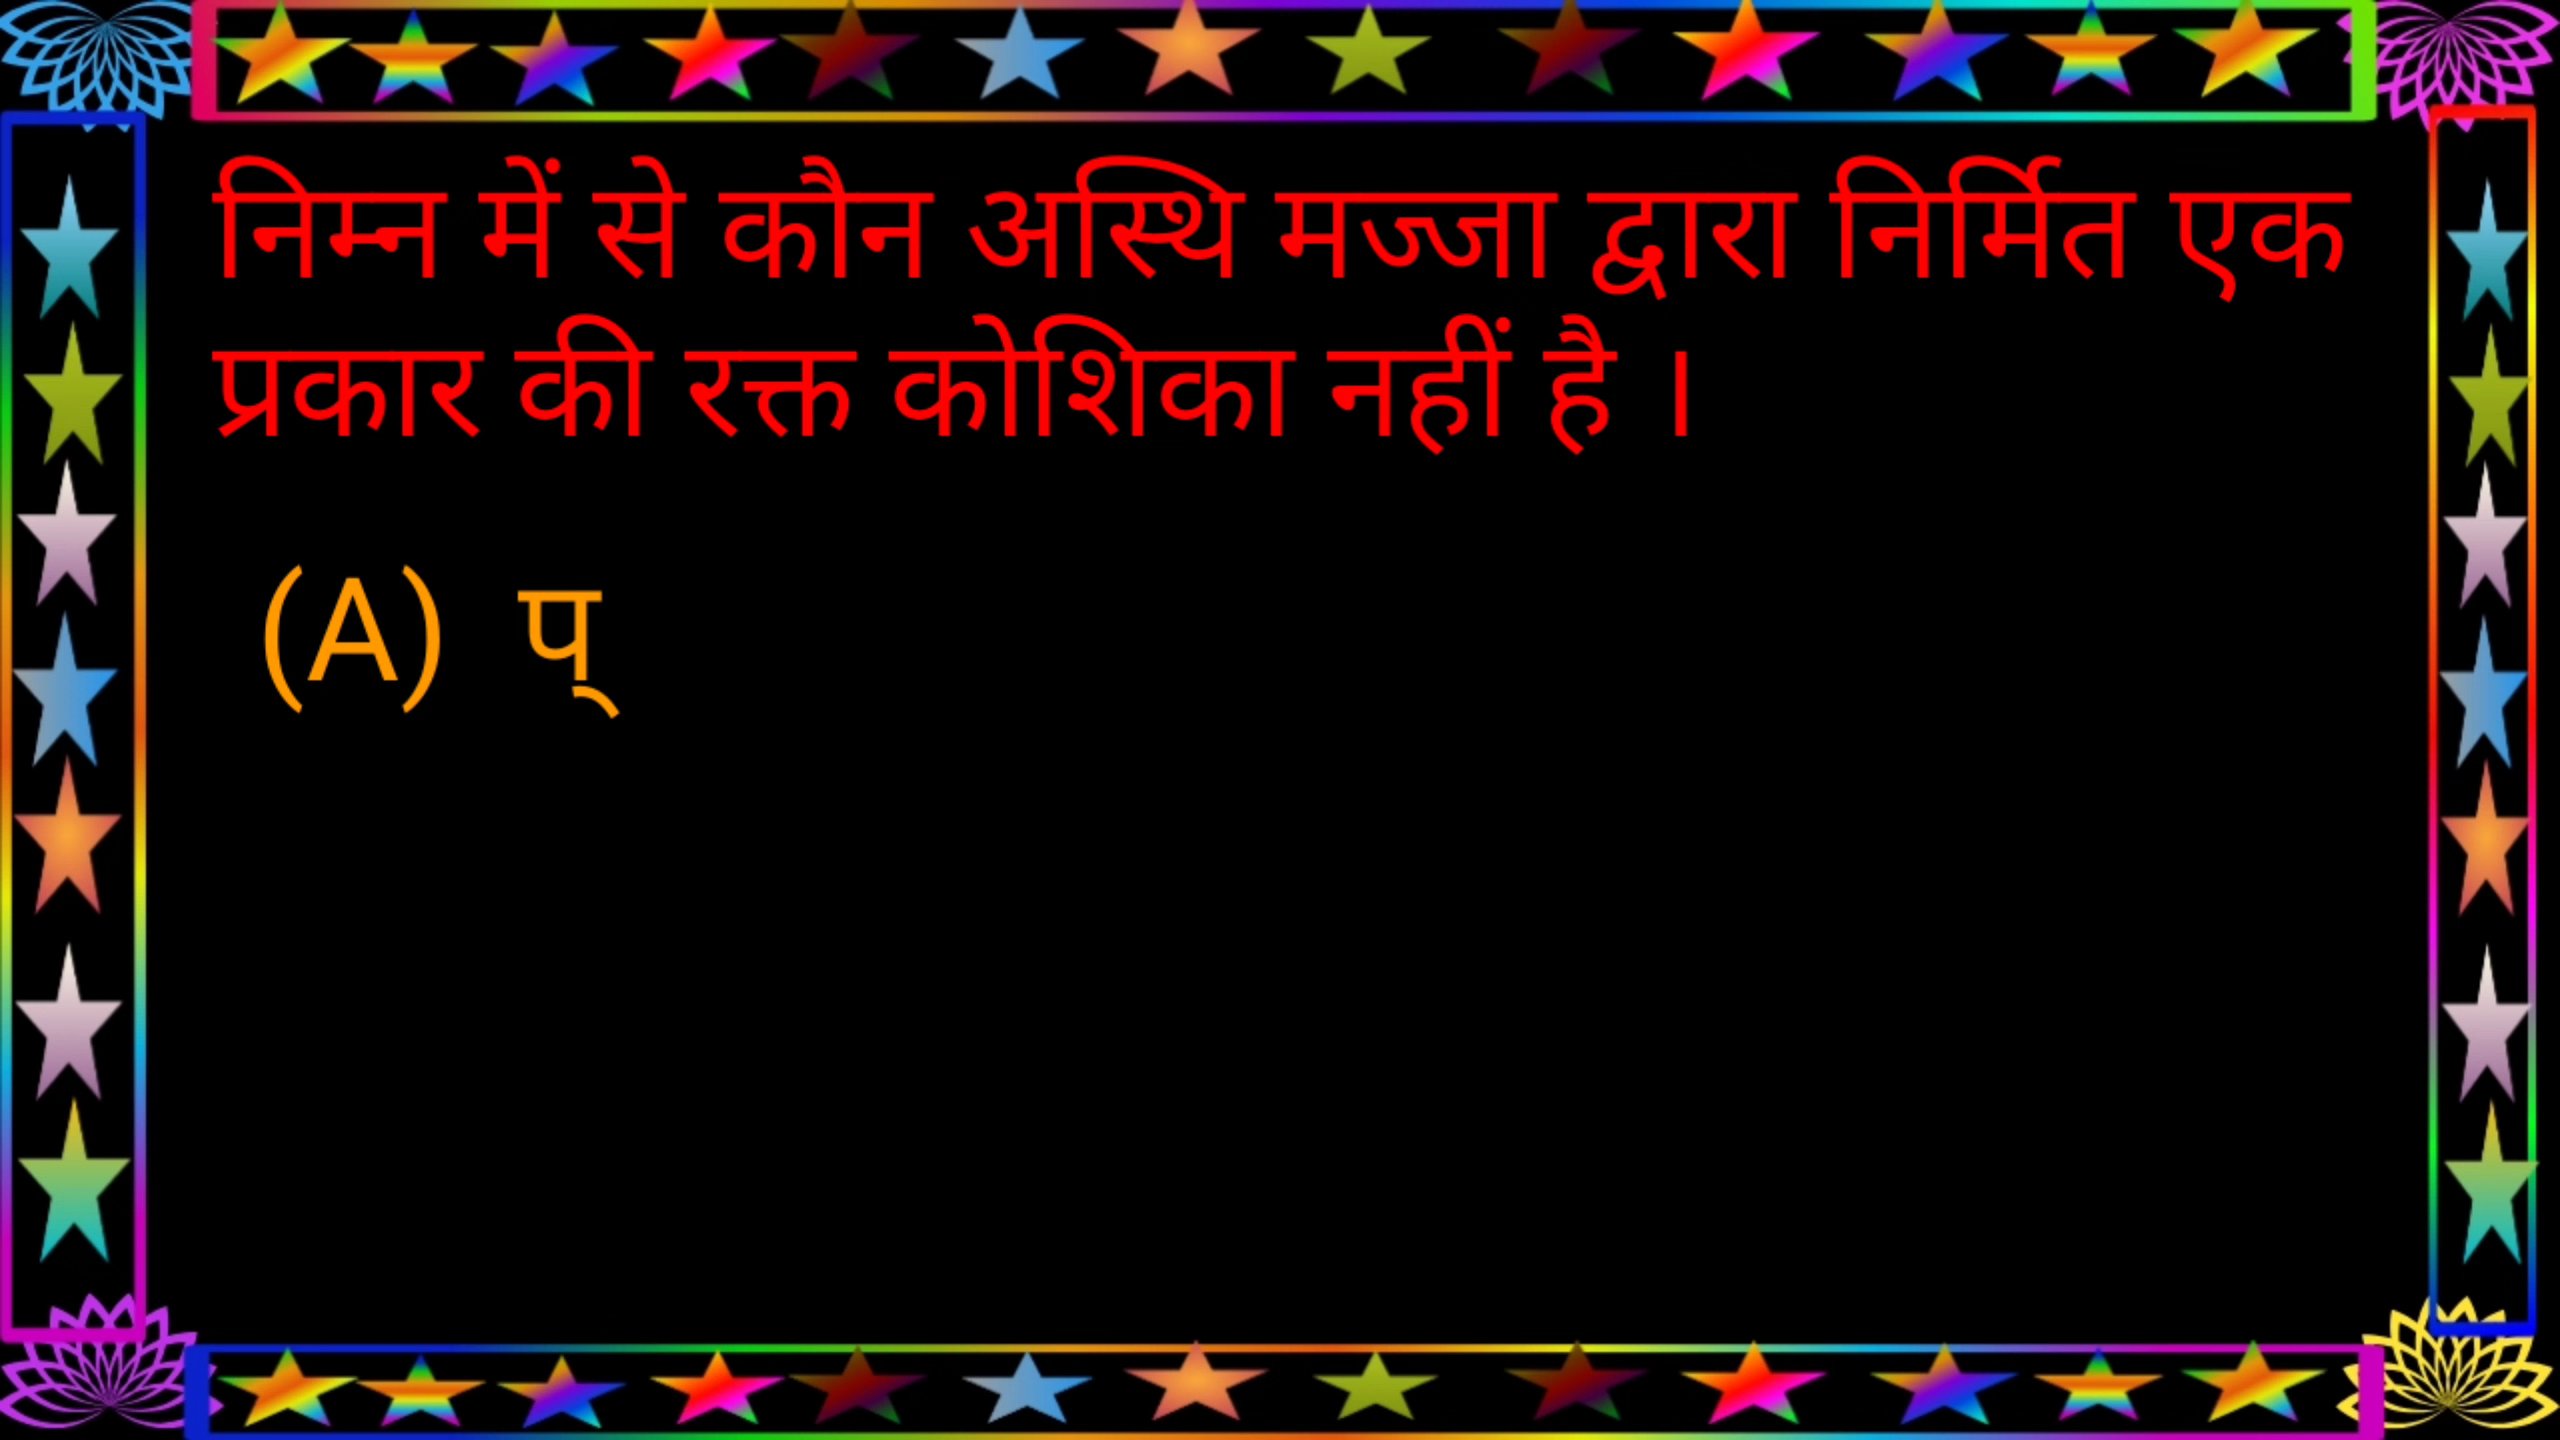 निम्न में से कौन अस्थि मज्जा द्वारा निर्मित एक
प्रकार की रक्त कोशिका नहीं है ।
(A) प्